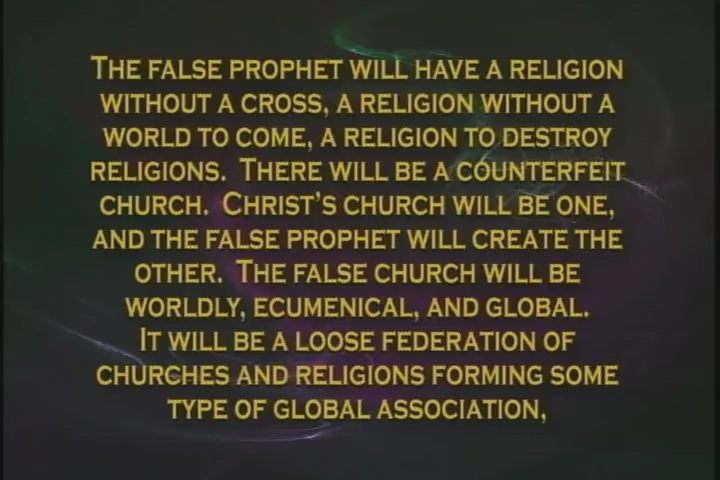 THE FALSE PROPHET WILL HAVE A RELIGION
WITHOUT A CROSS, A RELIGION WITHOUT A
WORLD TO COME, A RELIGION TO DESTROY
RELIGIONS. THERE WILL BE A COUNTERFEIT
CHURCH. CHRIST'S CHURCH WILL BE ONE,
AND THE FALSE PROPHET WILL CREATE THE
OTHER. THE FALSE CHURCH WILL BE
WORLDLY, ECUMENICAL, AND GLOBAL.
IT WILL BE A LOOSE FEDERATION OF
CHURCHES AND RELIGIONS FORMING SOME
TYPE OF GLOBAL ASSOCIATION,